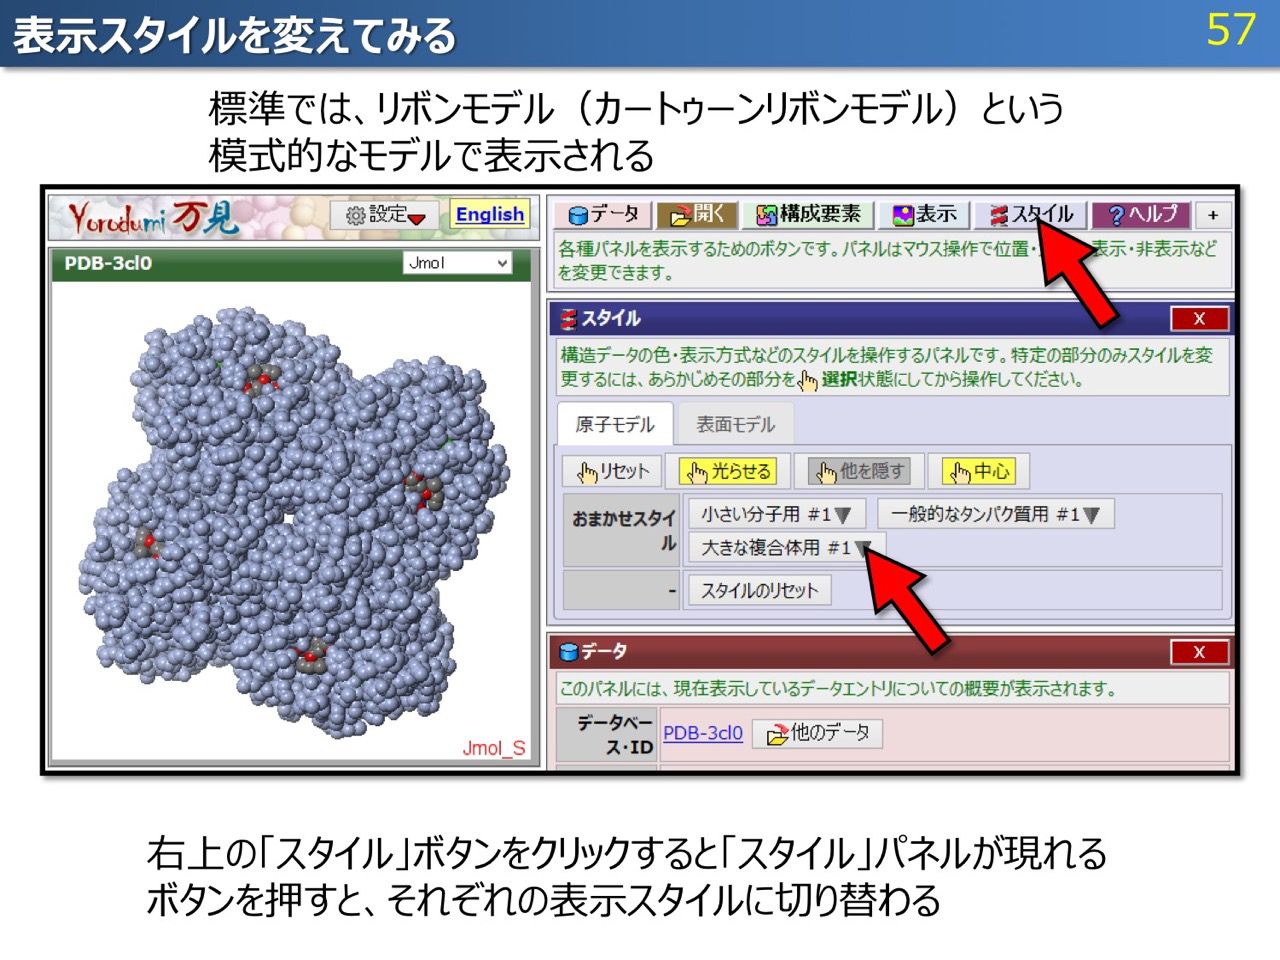 表示スタイルを変えてみる
57
標準では、リボンモデル（カートゥーンリボンモデル）という
模式的なモデルで表示される
Yorodumi 万見
設定
English
データ
開く
構成要素
表示
スタイル
ヘルプ
+
各種パネルを表示するためのボタンです。パネルはマウス操作で位置・
表示・非表示など
を変更できます。
PDB-3cl0
Jmol
スタイル
X
構造データの色・表示方式などのスタイルを操作するパネルです。特定の部分のみスタイルを変
更するには、あらかじめその部分を 選択状態にしてから操作してください。
原子モデル
表面モデル
リセット
光らせる
他を隠す
中心
おまかせスタイ
ル
小さい分子用 #1▼
一般的なタンパク質用 #1▼
大きな複合体用 #1▼
-
スタイルのリセット
データ
X
このパネルには、現在表示しているデータエントリについての概要が表示されます。
データベー
ス・ID
PDB-3cl0
他のデータ
Jmol_S
右上の「スタイル」ボタンをクリックすると「スタイル」パネルが現れる
ボタンを押すと、それぞれの表示スタイルに切り替わる